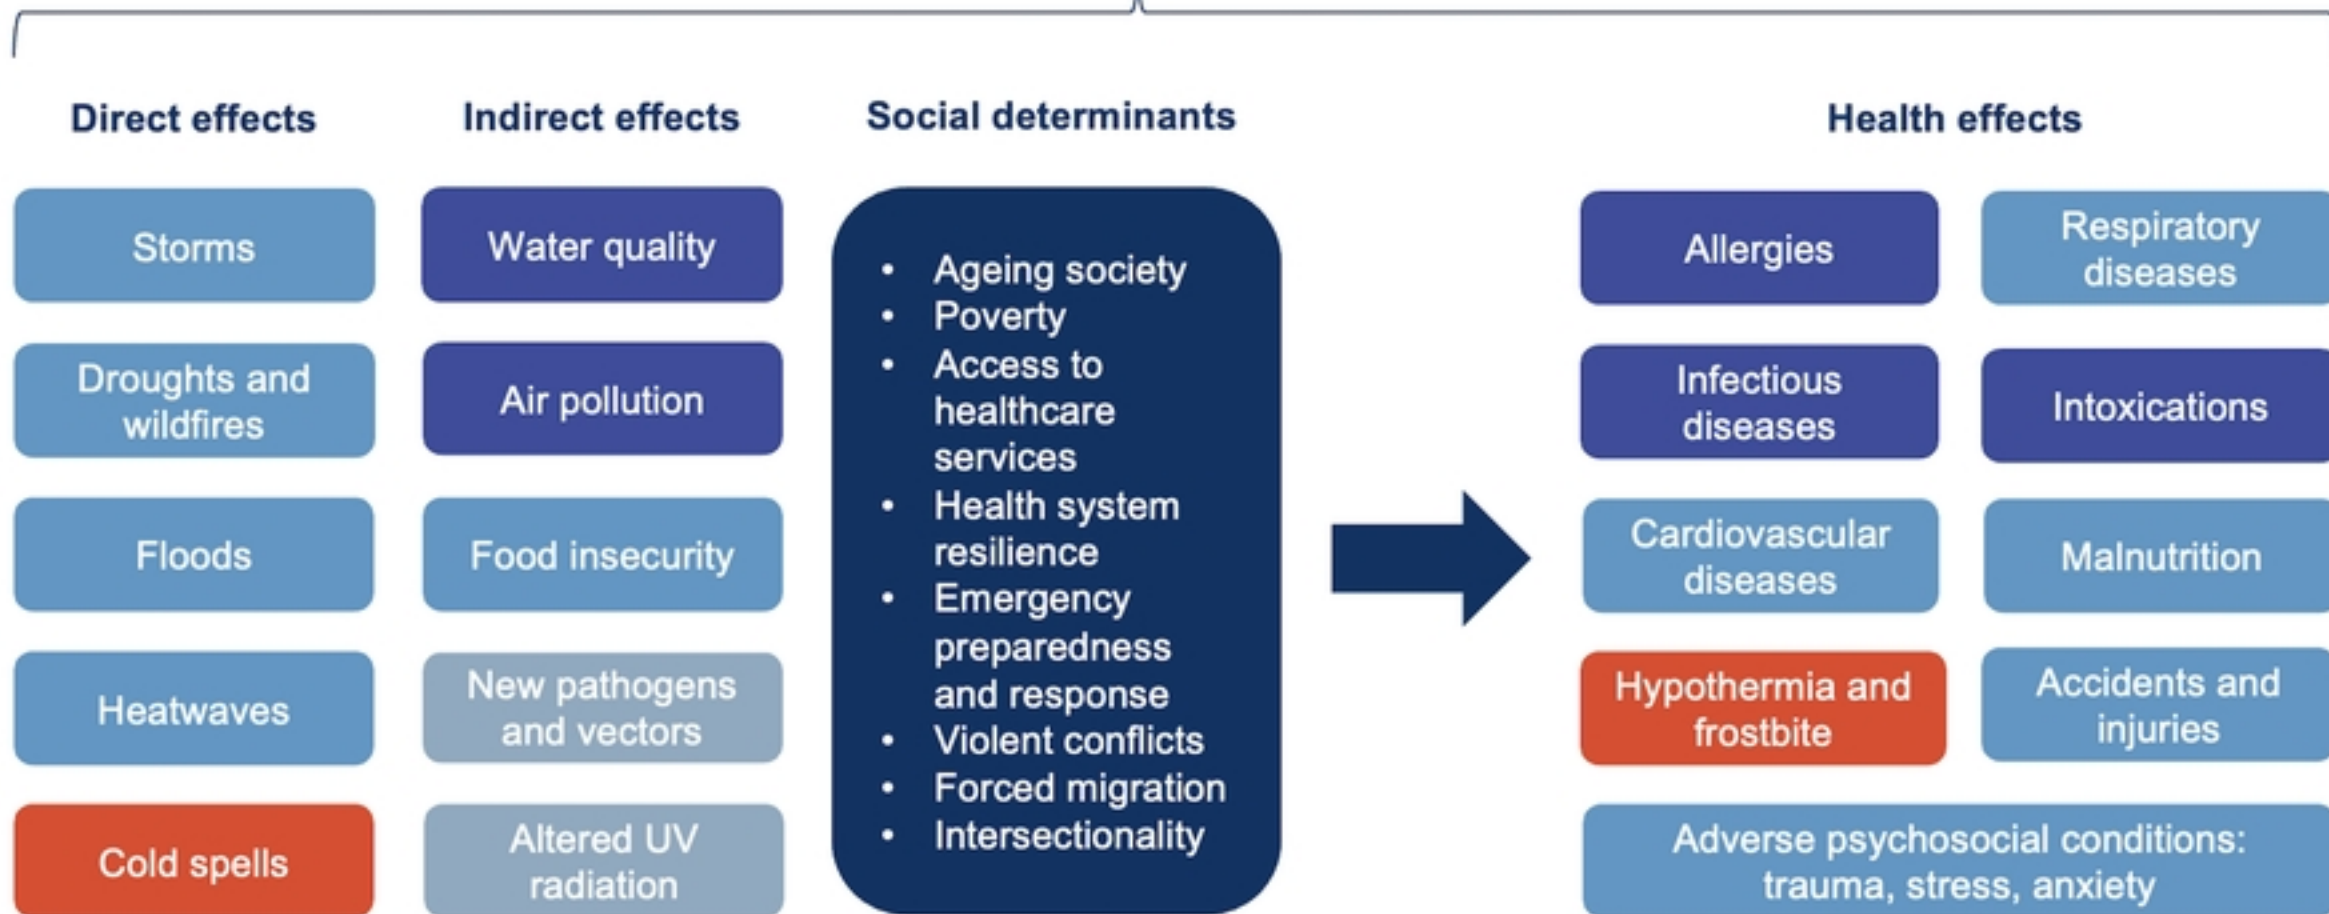 Direct effects
Storms
Droughts and
wildfires
Floods
Heatwaves
Cold spells
Indirect effects
Water quality
Air pollution
Food insecurity
New pathogens
and vectors
Altered UV
radiation
Social determinants
• Ageing society
• Poverty
• Access to
healthcare
services
• Health system
resilience
• Emergency
preparedness
and response
• Violent conflicts
• Forced migration
• Intersectionality
Health effects
Allergies
Respiratory
diseases
Infectious
diseases
Intoxications
Cardiovascular
diseases
Malnutrition
Hypothermia and
frostbite
Accidents and
injuries
Adverse psychosocial conditions:
trauma, stress, anxiety